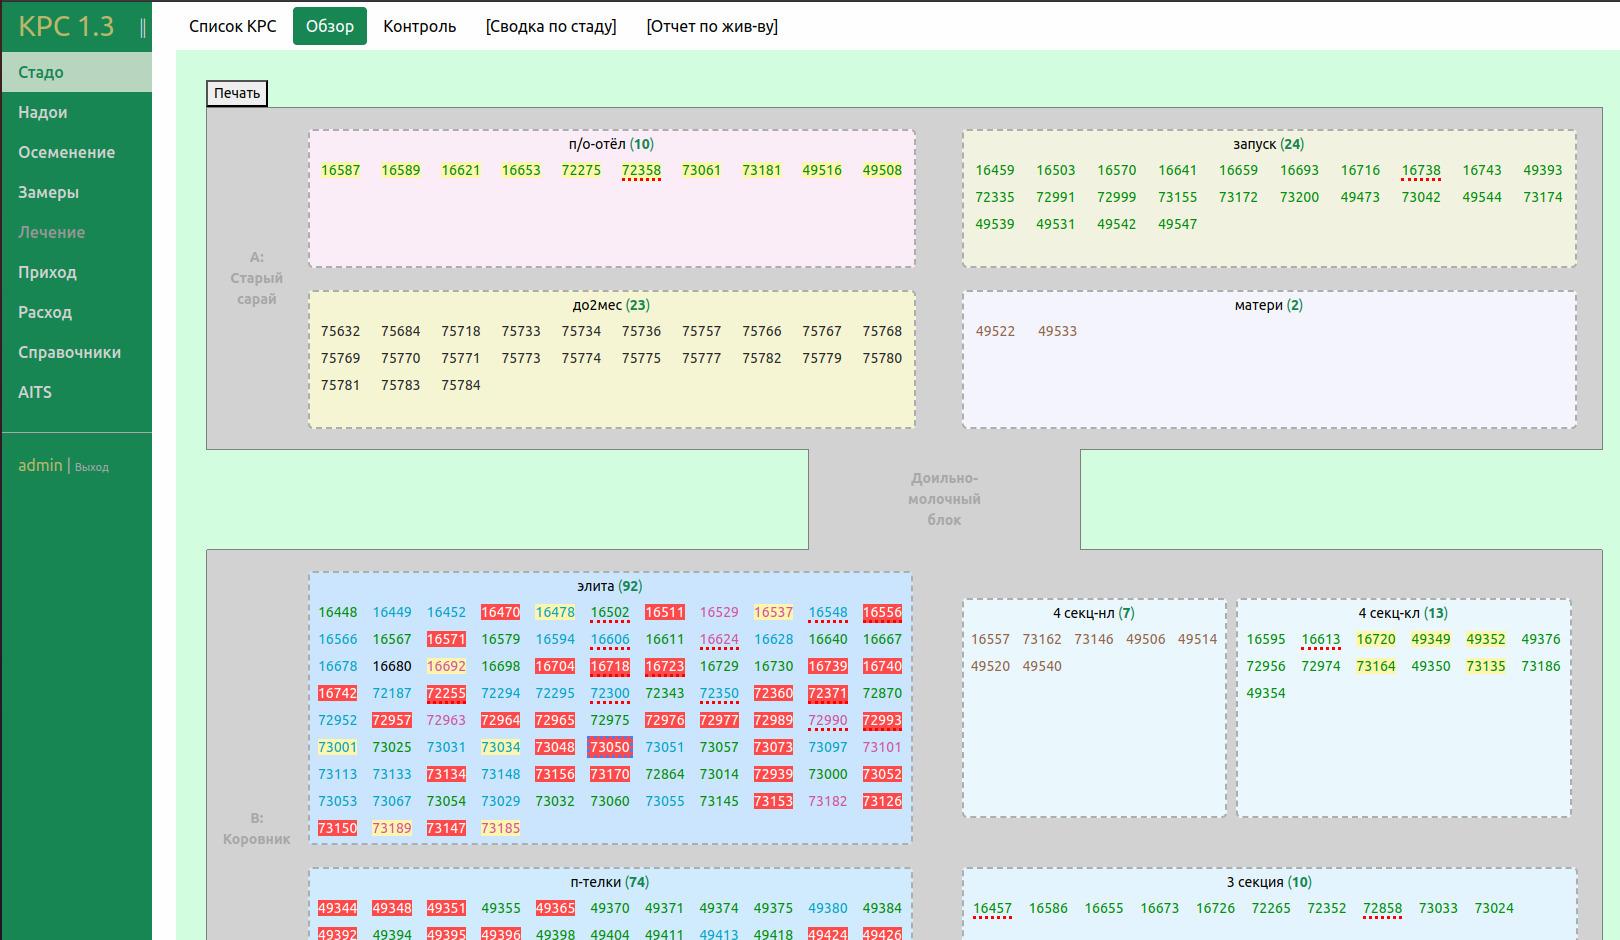 КРС 1.3 ||
Стадо
Надои
Осеменение
Замеры
Лечение
Приход
Расход
Справочники
AITS
admin | Выход
Список КРС Обзор Контроль [Сводка по стаду] [Отчет по жив-ву]
Печать
А:
Старый
сарай
п/о-отёл (10)
16587 16589 16621 16653 72275 72358 73061 73181 49516 49508
запуск (24)
16459 16503 16570 16641 16659 16693 16716 16738 16743 49393
72335 72991 72999 73155 73172 73200 49473 73042 49544 73174
49539 49531 49542 49547
до2мес (23)
75632 75684 75718 75733 75734 75736 75757 75766 75767 75768
75769 75770 75771 75773 75774 75775 75777 75782 75779 75780
75781 75783 75784
матери (2)
49522 49533
Доильно-
молочный
блок
В:
Коровник
элита (92)
16448 16449 16452 16470 16478 16502 16511 16529 16537 16548 16556
16566 16567 16571 16579 16594 16606 16611 16624 16628 16640 16667
16678 16680 16692 16698 16704 16718 16723 16729 16730 16739 16740
16742 72187 72255 72294 72295 72300 72343 72350 72360 72371 72870
72952 72957 72963 72964 72965 72975 72976 72977 72989 72990 72993
73001 73025 73031 73034 73048 73050 73051 73057 73073 73097 73101
73113 73133 73134 73148 73156 73170 72864 73014 72939 73000 73052
73053 73067 73054 73029 73032 73060 73055 73145 73153 73182 73126
73150 73189 73147 73185
4 секц-нл (7)
16557 73162 73146 49506 49514
49520 49540
4 секц-кл (13)
16595 16613 16720 49349 49352 49376
72956 72974 73164 49350 73135 73186
49354
п-телки (74)
49344 49348 49351 49355 49365 49370 49371 49374 49375 49380 49384
49392 49394 49395 49396 49398 49404 49411 49413 49418 49424 49426
3 секция (10)
16457 16586 16655 16673 16726 72265 72352 72858 73033 73024